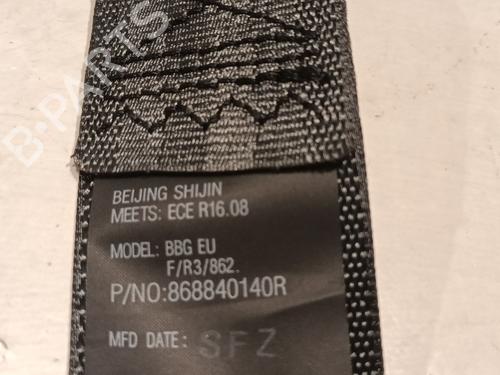 B-PARTS
BEIJING SHIJIN
MEETS: ECE R16.08
MODEL: BBG EU
F/R3/862.
P/NO:868840140R
MFD DATE: SFZ